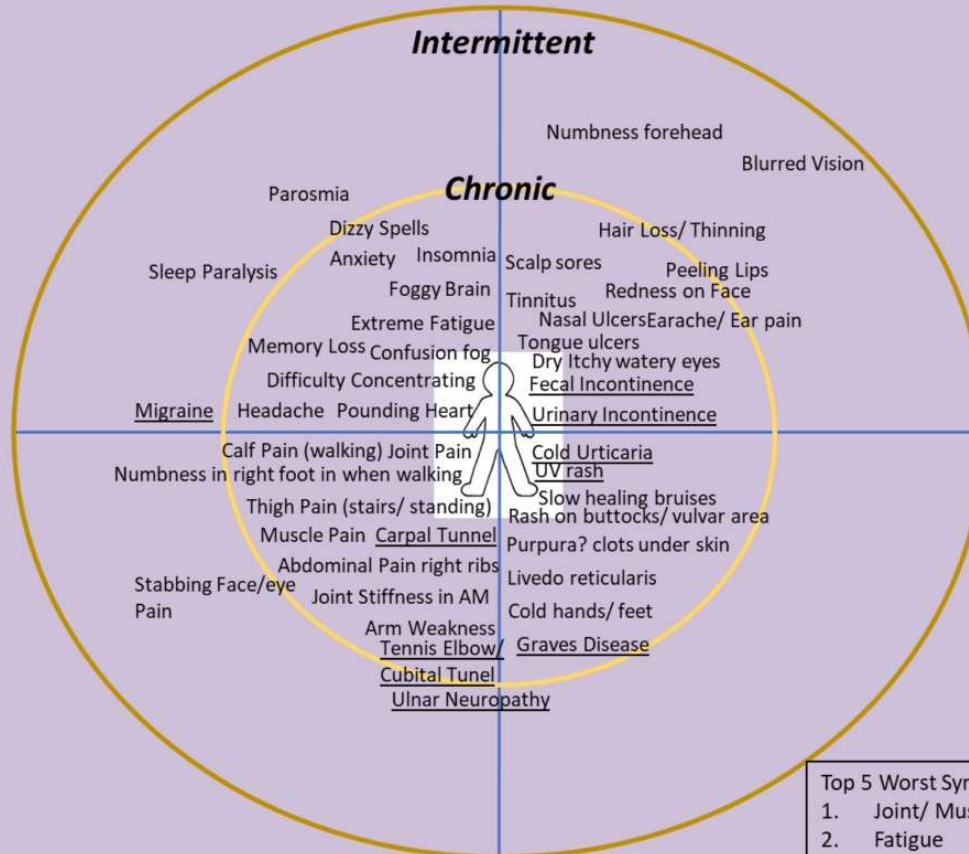 Intermittent
Numbness forehead
Blurred Vision
Chronic
Parosmia
Dizzy Spells
Hair Loss/ Thinning
Anxiety
Insomnia
Scalp sores
Sleep Paralysis
Peeling Lips
Foggy Brain
Redness on Face
Tinnitus
Extreme Fatigue
Nasal Ulcers
Earache/ Ear pain
Tongue ulcers
Memory Loss
Confusion fog
Dry Itchy watery eyes
Difficulty Concentrating
Fecal Incontinence
Migraine
Headache
Pounding Heart
Urinary Incontinence
Calf Pain (walking)
Joint Pain
Cold Urticaria
Numbness in right foot in when walking
UV rash
Thigh Pain (stairs/ standing)
Slow healing bruises
Rash on buttocks/ vulvar area
Muscle Pain
Carpal Tunnel
Purpura? clots under skin
Abdominal Pain right ribs
Livedo reticularis
Stabbing Face/eye
Pain
Joint Stiffness in AM
Cold hands/ feet
Arm Weakness
Tennis Elbow/
Cubital Tunel
Ulnar Neuropathy
Graves Disease
Top 5 Worst
1. Joint/
2. Fatigue